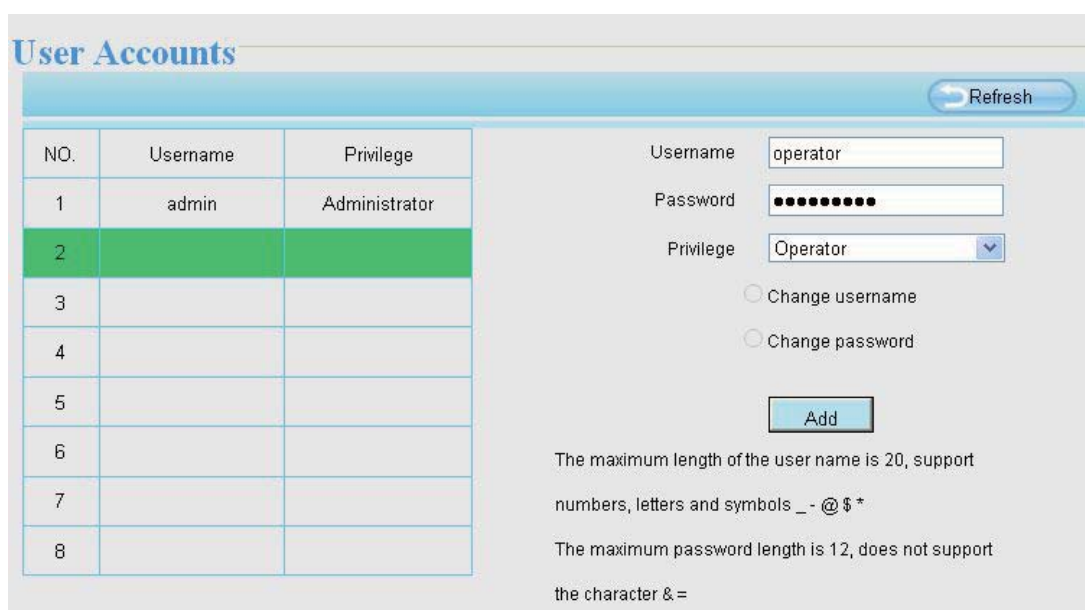 User Accounts
Refresh
NO. Username Privilege
1 admin Administrator
2
3
4
5
6
7
8
Username operator
Password •••••••••
Privilege Operator
Change username
Change password
Add
The maximum length of the user name is 20, support
numbers, letters and symbols _ - @ $ *
The maximum password length is 12, does not support
the character & =